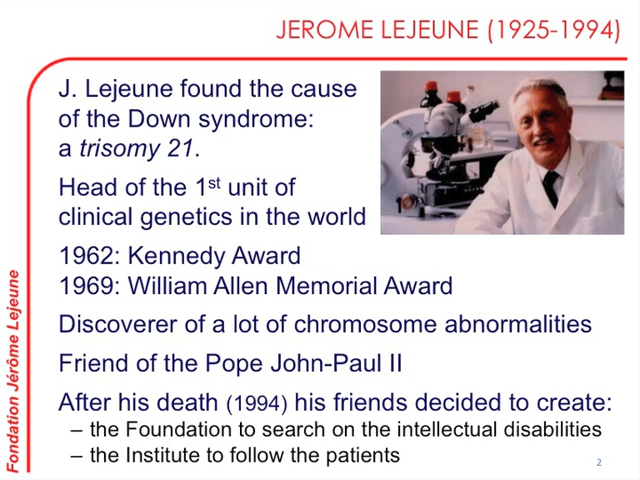 JEROME LEJEUNE (1925-1994)
J. Lejeune found the cause
of the Down syndrome:
a trisomy 21.
Head of the 1st unit of
clinical genetics in the world
1962: Kennedy Award
1969: William Allen Memorial Award
Discoverer of a lot of chromosome abnormalities
Friend of the Pope John-Paul II
After his death (1994) his friends decided to create:
– the Foundation to search on the intellectual disabilities
– the Institute to follow the patients
Fondation Jérôme Lejeune
2